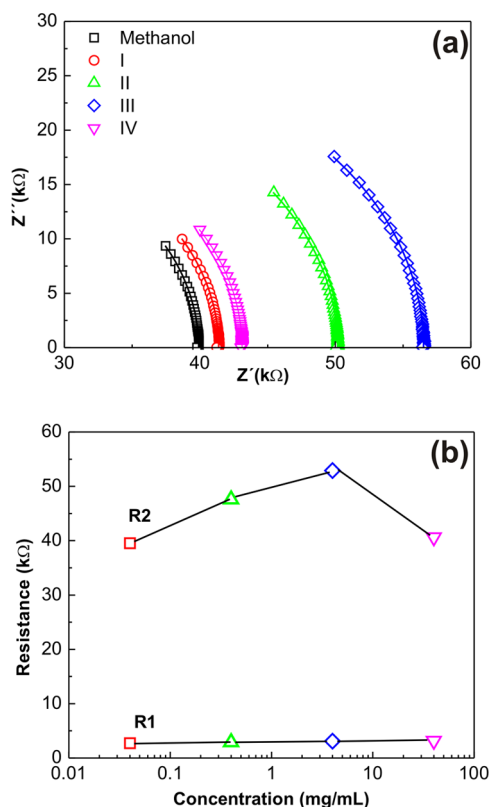 (a)
Methanol
I
II
III
IV
30
25
20
15
10
5
0
Z´´(kΩ)
30 40 50 60
Z´(kΩ)
(b)
60
50
40
30
20
10
0
Resistance (kΩ)
R2
R1
0.01 0.1 1 10 100
Concentration (mg/mL)